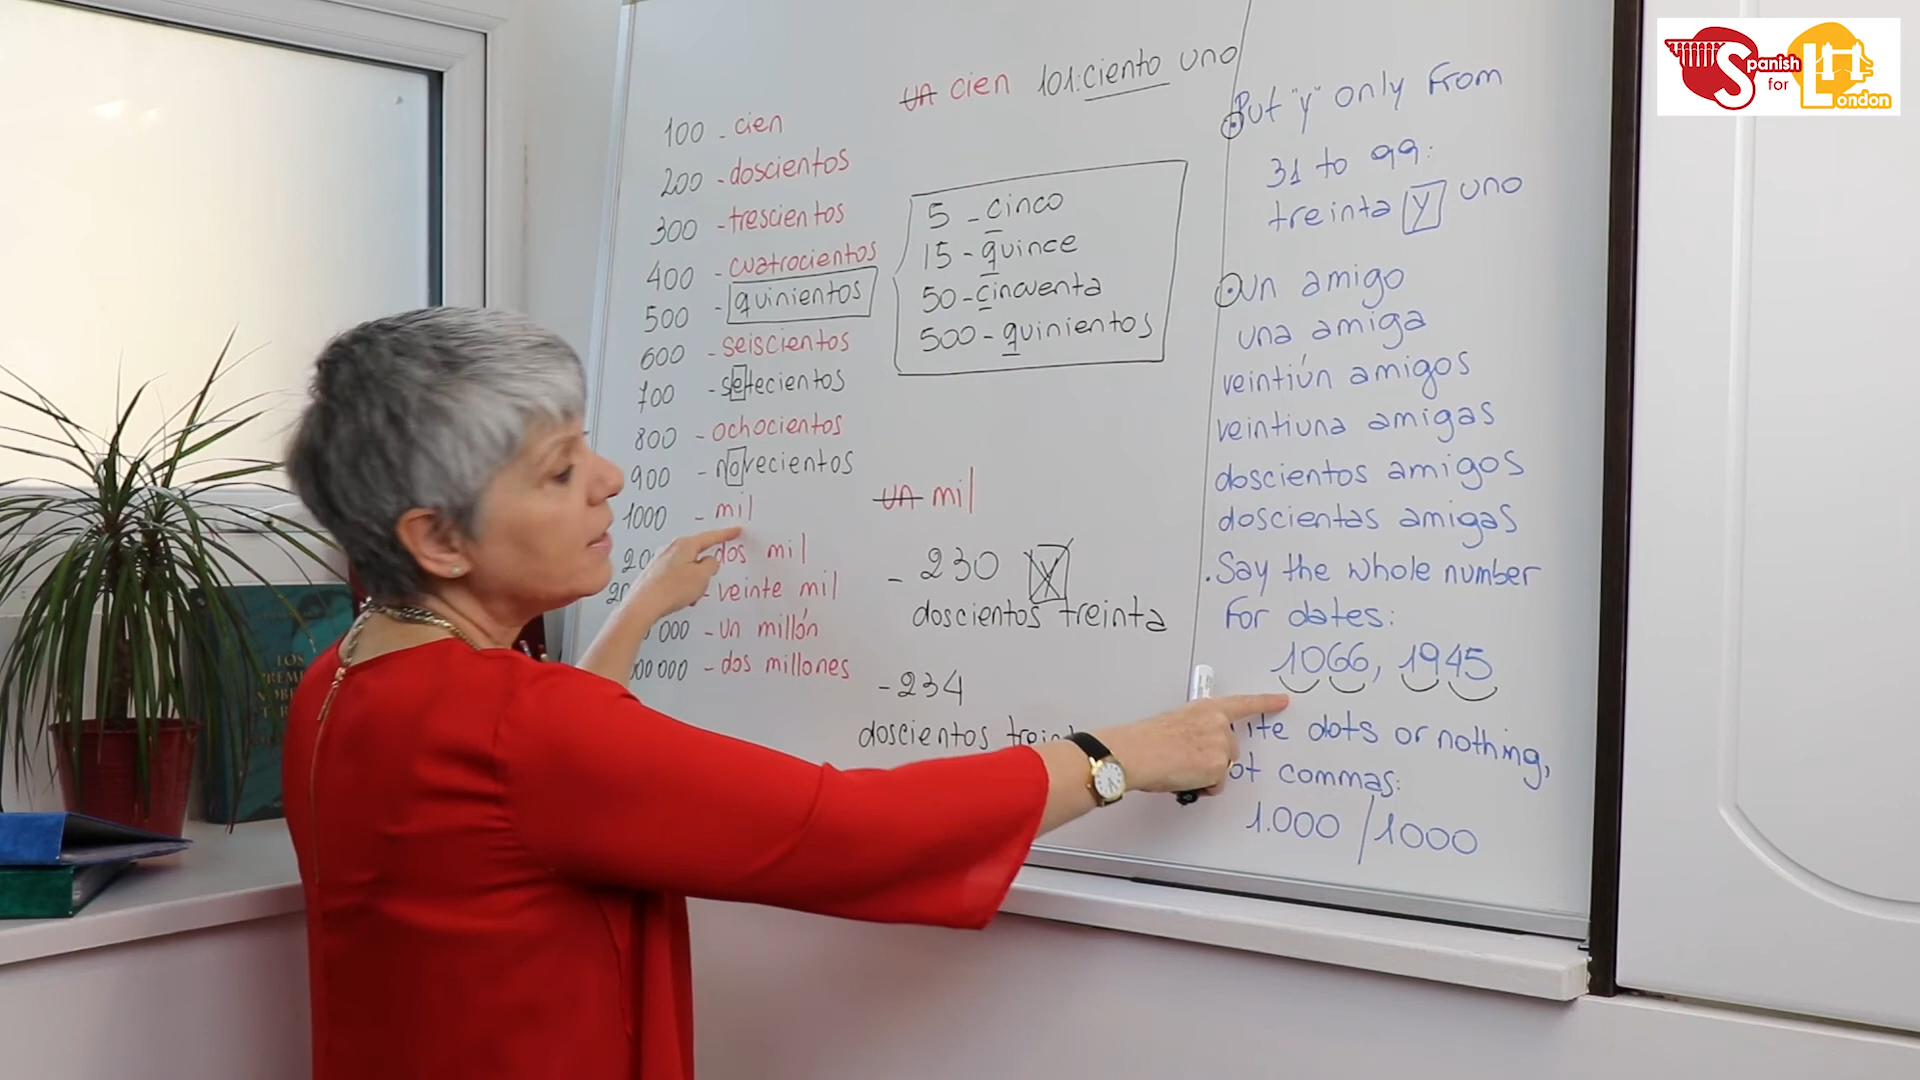 100 - cien
200 - doscientos
300 - trescientos
400 - cuatrocientos
500 - quinientos
600 - seiscientos
700 - setecientos
800 - ochocientos
900 - novecientos
1000 - mil
dos mil
- veinte mil
000 - un millón
00 000 - dos millones
un cien 101: ciento uno
5 - cinco
15 - quince
50 - cincuenta
500 - quinientos
un mil
- 230 y
doscientos treinta
- 234
doscientos
• Put "y" only from
31 to 99:
treinta y uno
• Un amigo
una amiga
veintiún amigos
veintiuna amigas
doscientos amigos
doscientas amigas
. Say the whole number
for dates:
1066, 1945
dots or nothing,
commas:
1.000 / 1000
Spanish
for
London
LOS